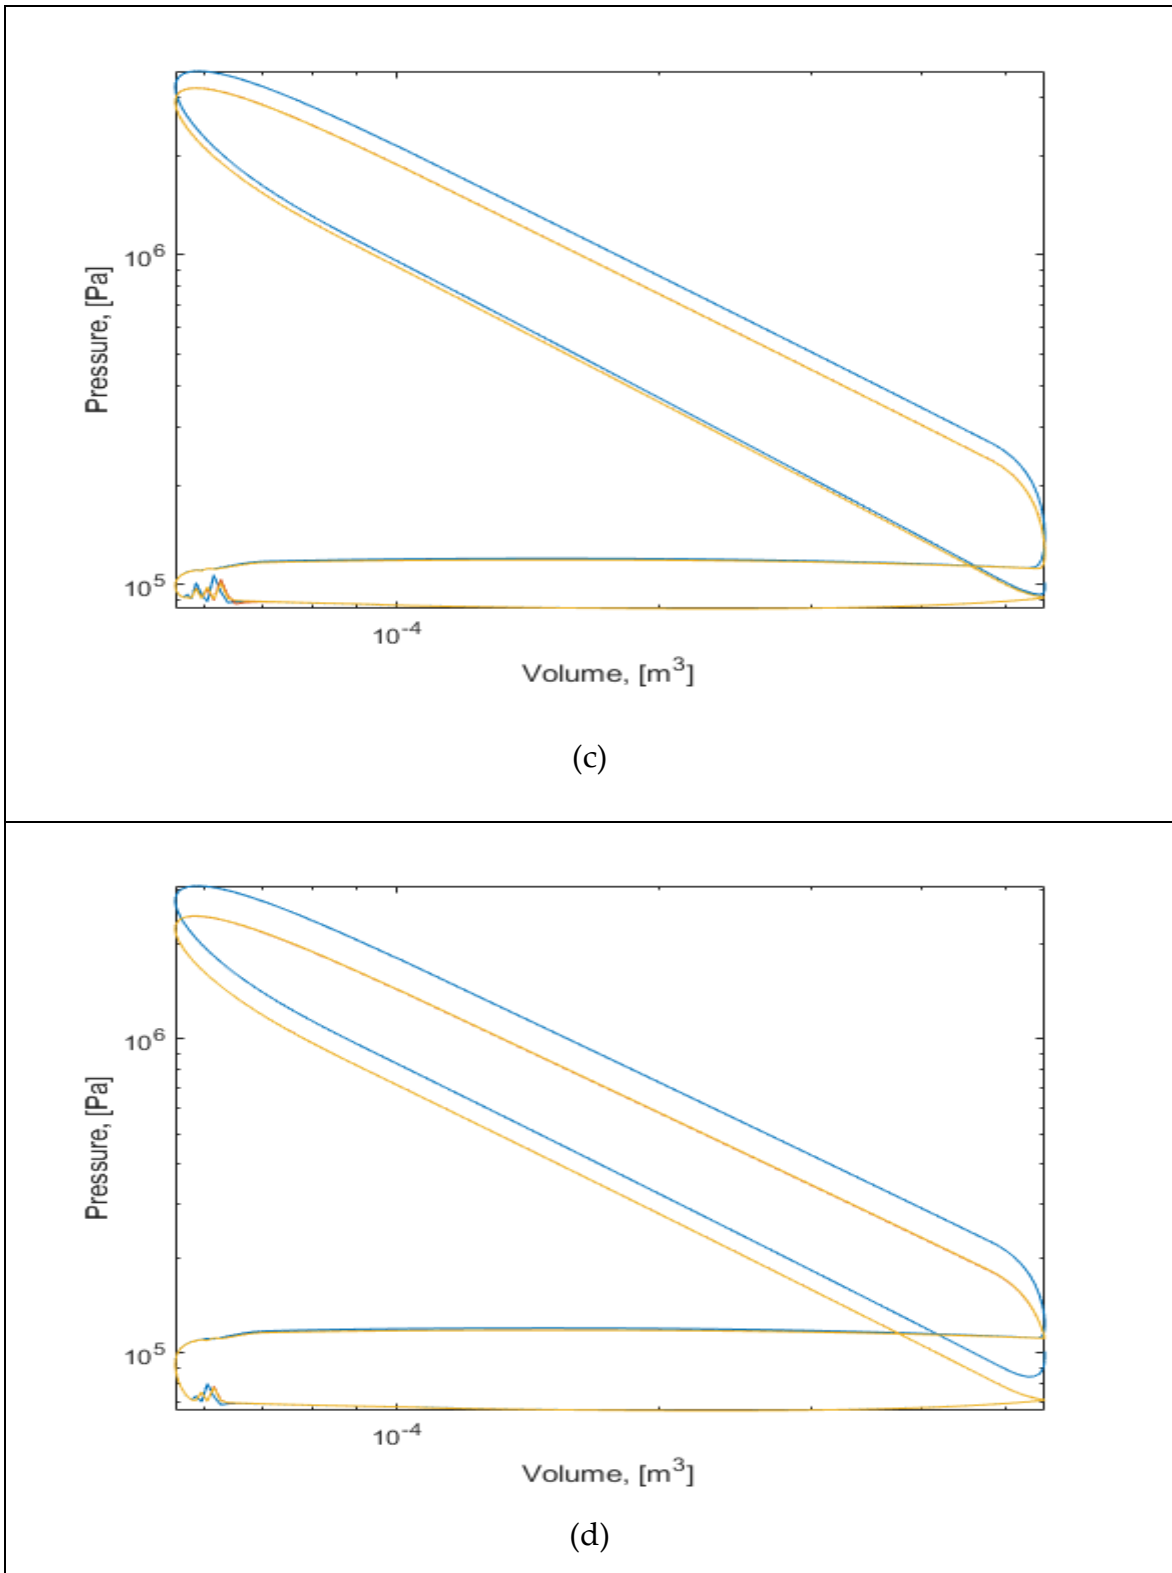 Pressure, [Pa]
10^6
10^5
10^-4
Volume, [m^3]
(c)
Pressure, [Pa]
10^6
10^5
10^-4
Volume, [m^3]
(d)